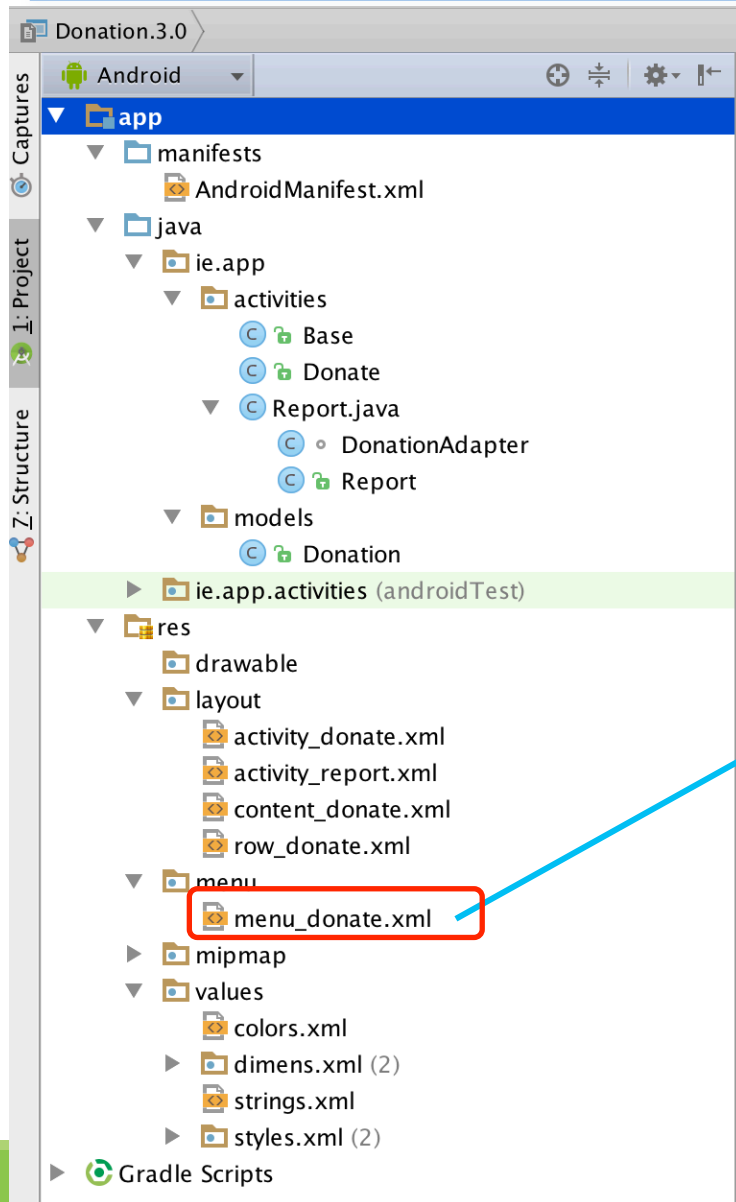 Donation.3.0
Android
Captures
1: Project
Z: Structure
app
manifests
AndroidManifest.xml
java
ie.app
activities
C Base
C Donate
C Report.java
C DonationAdapter
C Report
models
C Donation
ie.app.activities (androidTest)
res
drawable
layout
activity_donate.xml
activity_report.xml
content_donate.xml
row_donate.xml
menu
menu_donate.xml
mipmap
values
colors.xml
dimens.xml (2)
strings.xml
styles.xml (2)
Gradle Scripts